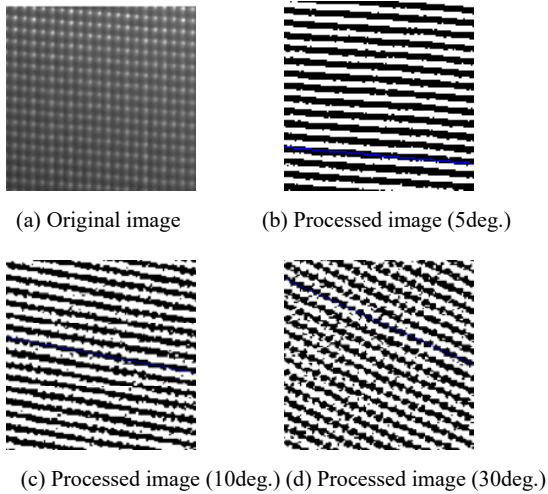 (a) Original image
(b) Processed image (5deg.)
(c) Processed image (10deg.)
(d) Processed image (30deg.)